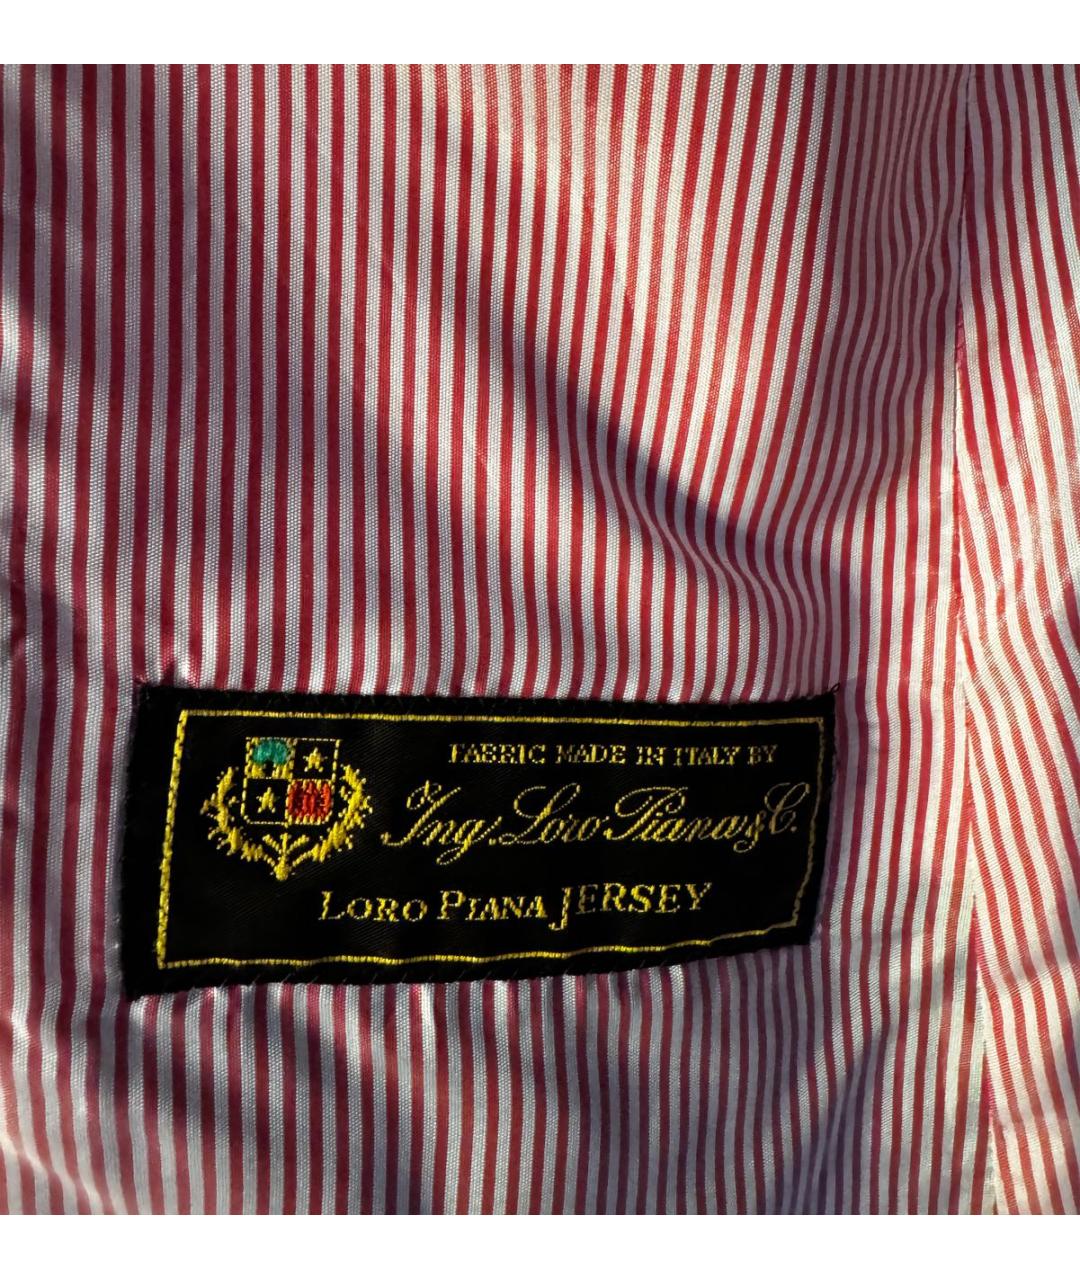 FABRIC MADE IN ITALY BY
Ing. Loro Piana & C.
LORO PIANA JERSEY